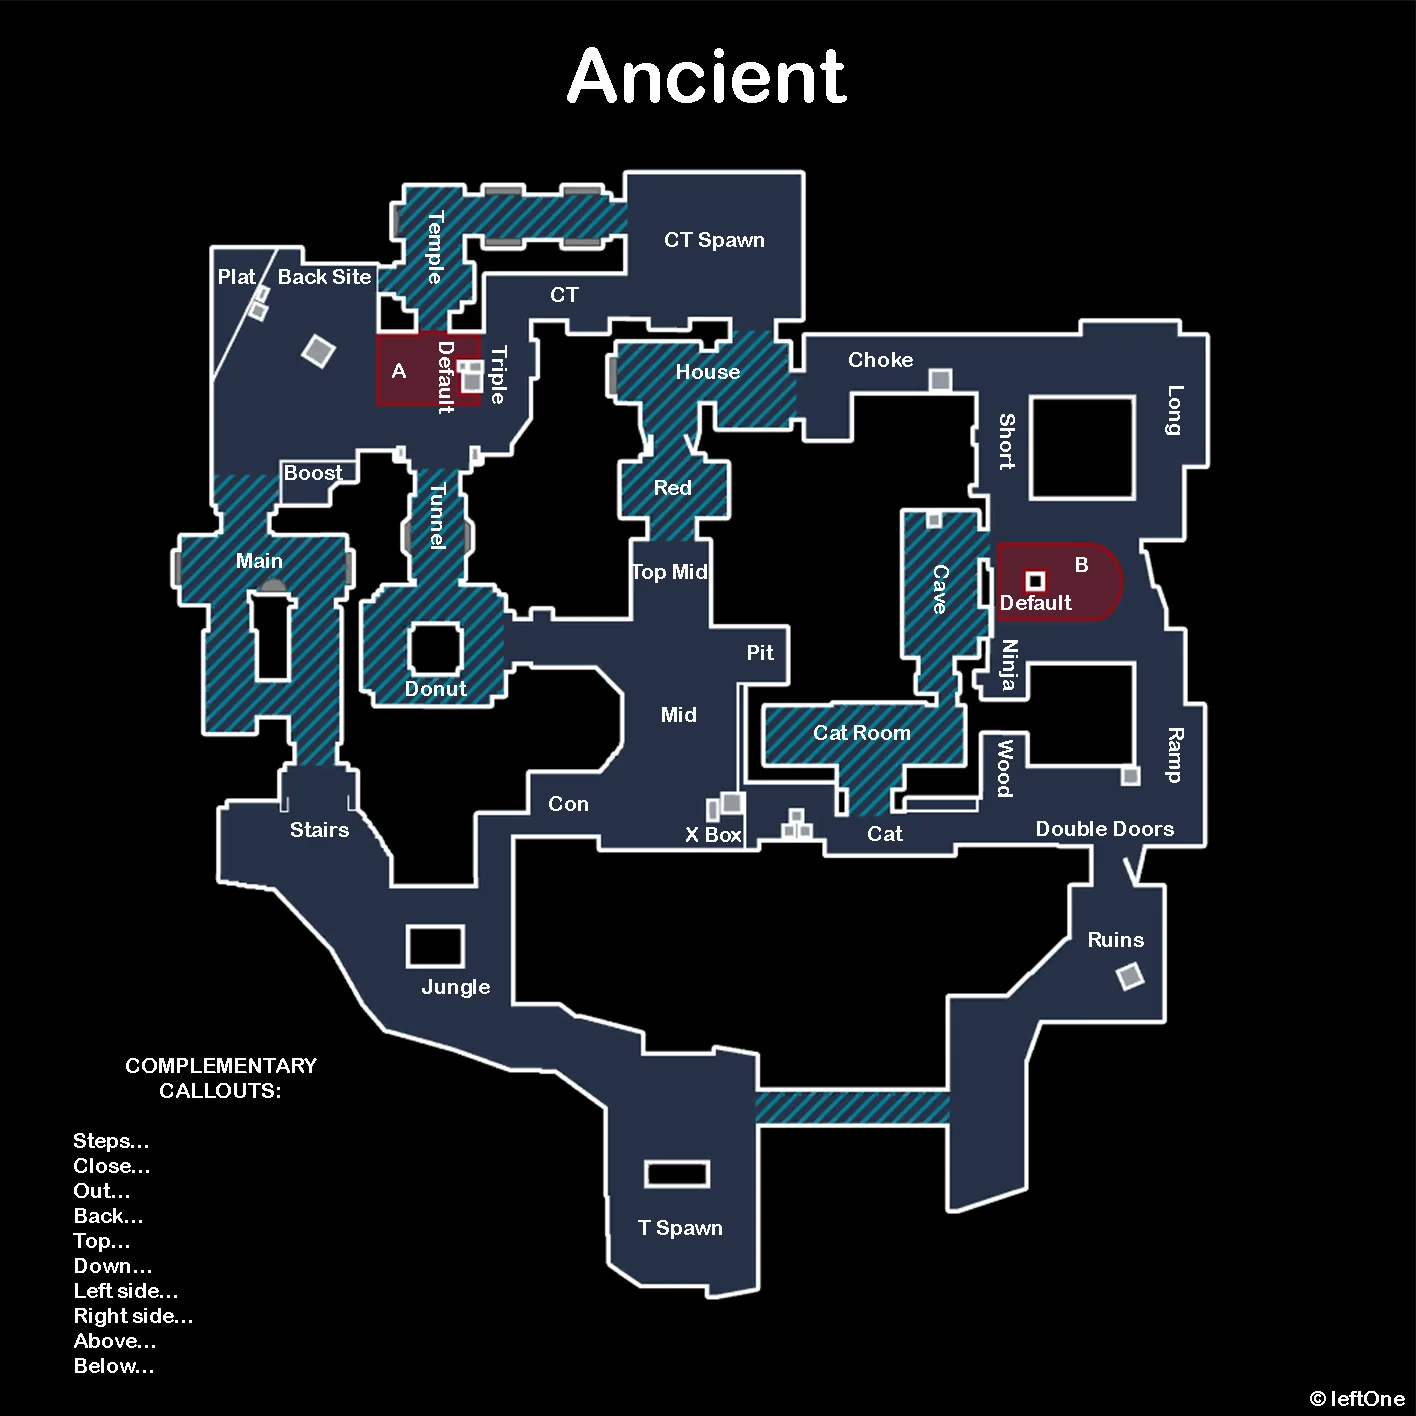 Ancient
Temple
CT Spawn
Plat
Back Site
CT
A
Default
Triple
House
Choke
Long
Short
Boost
Red
Tunnel
Main
Top Mid
Cave
B
Default
Ninja
Pit
Donut
Mid
Cat Room
Wood
Ramp
Con
Stairs
X Box
Cat
Double Doors
Ruins
Jungle
T Spawn
COMPLEMENTARY
CALLOUTS:
Steps...
Close...
Out...
Back...
Top...
Down...
Left side...
Right side...
Above...
Below...
© leftOne